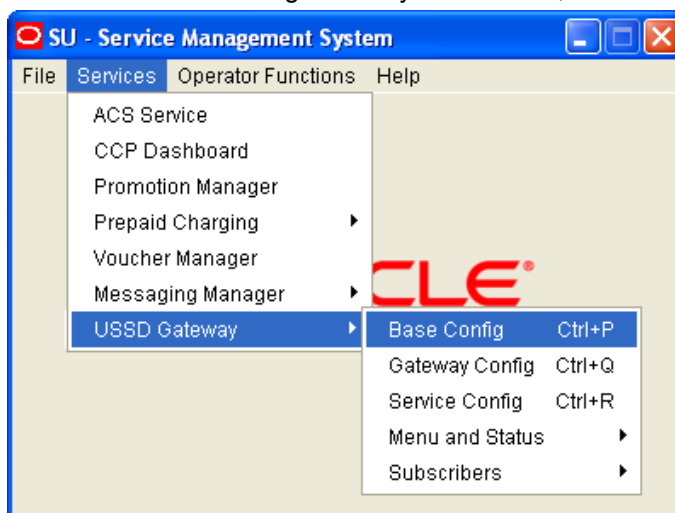 SU - Service Management System
File Services Operator Functions Help
ACS Service
CCP Dashboard
Promotion Manager
Prepaid Charging
Voucher Manager
Messaging Manager
CLE®
USSD Gateway
Base Config Ctrl+P
Gateway Config Ctrl+Q
Service Config Ctrl+R
Menu and Status
Subscribers